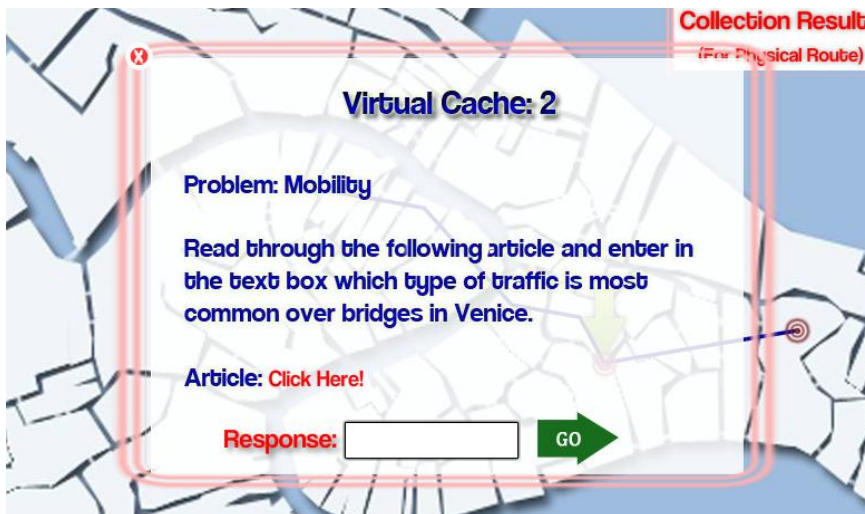 Collection Result
(For Physical Route)
X
Virtual Cache: 2
Problem: Mobility
Read through the following article and enter in
the text box which type of traffic is most
common over bridges in Venice.
Article: Click Here!
Response:
GO